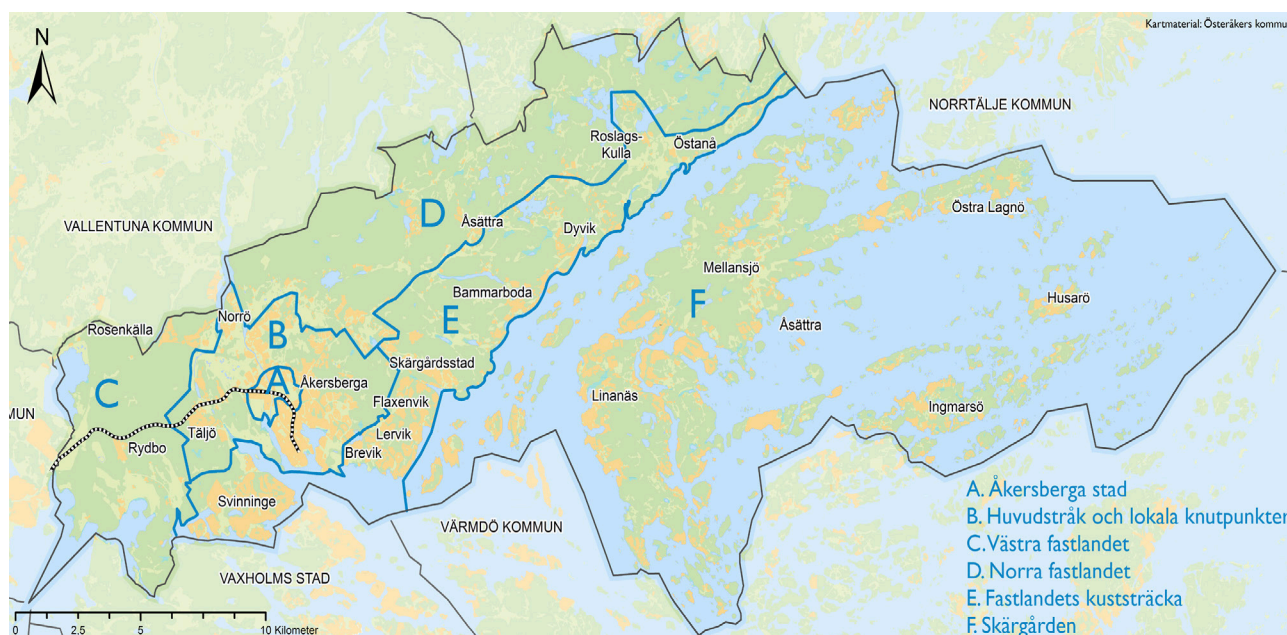 Kartmaterial: Österåkers kommu
N
NORRTÄLJE KOMMUN
Roslags-
Kulla
Östanå
VALLENTUNA KOMMUN
D
Åsättra
Dyvik
Östra Lagnö
Mellansjö
Bammarboda
Husarö
F
Norrö
Rosenkälla
B
E
Åsättra
Skärgårdsstad
C
A
Åkersberga
Linanäs
Flaxenvik
Ingmarsö
MUN
Täljö
Lervik
Rydbo
Brevik
Svinninge
VÄRMDÖ KOMMUN
VAXHOLMS STAD
A. Åkersberga stad
B. Huvudstråk och lokala knutpunkter
C. Västra fastlandet
D. Norra fastlandet
E. Fastlandets kuststräcka
F. Skärgården
0 2.5 5 10 Kilometer